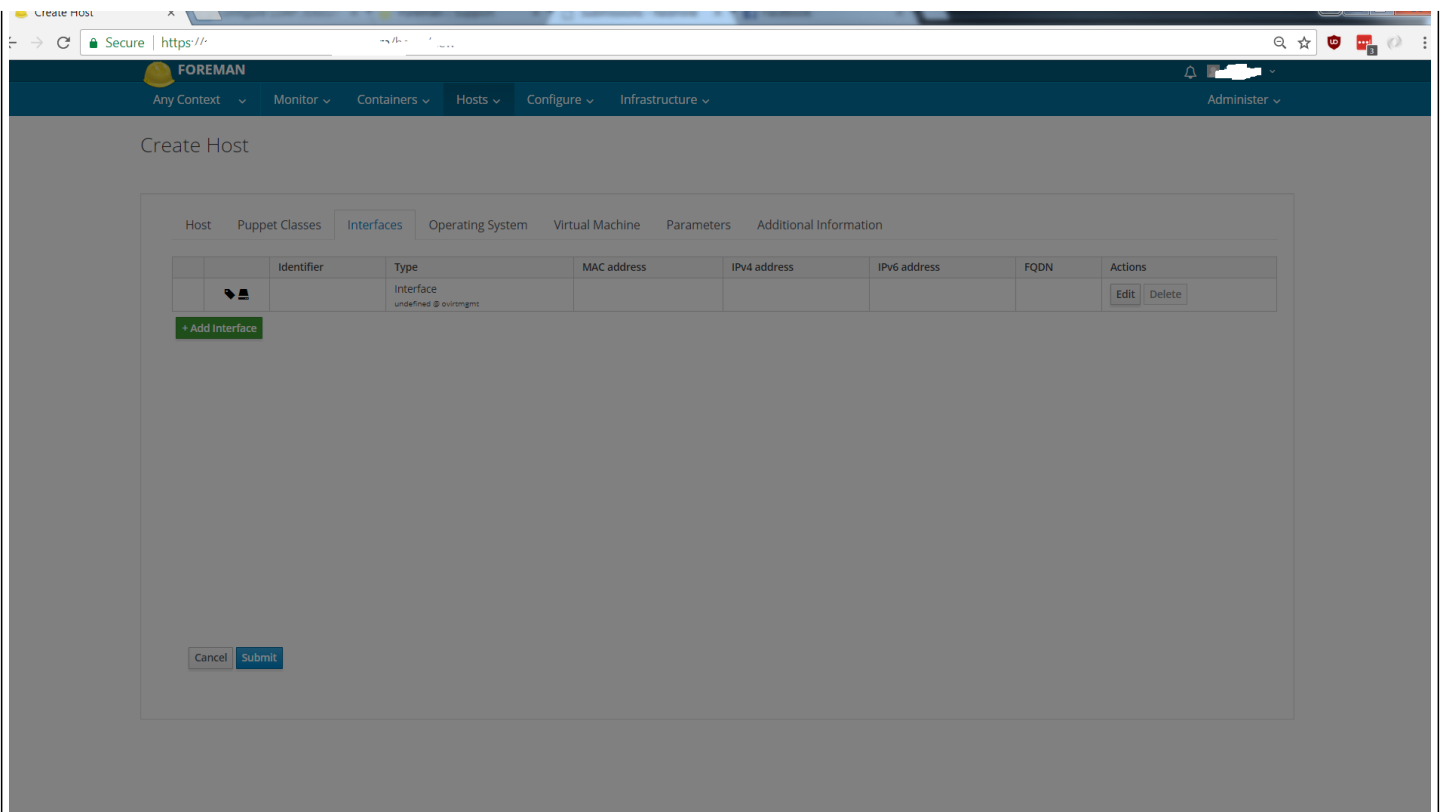 Create Host
Secure https://
FOREMAN
Any Context Monitor Containers Hosts Configure Infrastructure Administer
Create Host
Host Puppet Classes Interfaces Operating System Virtual Machine Parameters Additional Information
Identifier Type MAC address IPv4 address IPv6 address FQDN Actions
Interface
undefined @ ovirtmgmt
Edit Delete
+ Add Interface
Cancel Submit